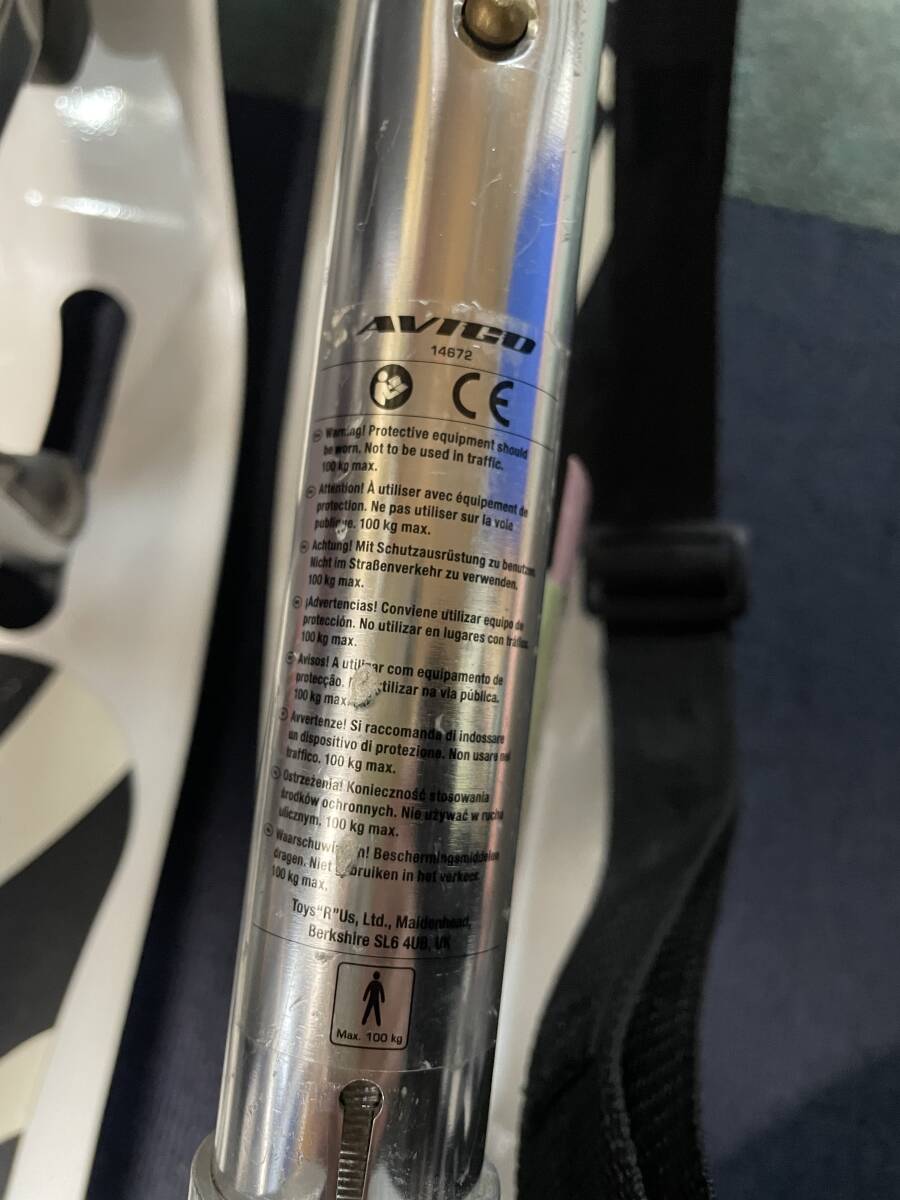 AVIGO
14672
CE
Warning! Protective equipment should
be worn. Not to be used in traffic.
100 kg max.
Attention! À utiliser avec équipement de
protection. Ne pas utiliser sur la voie
publique. 100 kg max.
Achtung! Mit Schutzausrüstung zu benutzen.
Nicht im Straßenverkehr zu verwenden.
100 kg max.
¡Advertencias! Conviene utilizar equipo de
protección. No utilizar en lugares con tráfico.
100 kg max.
Avisos! A utilizar com equipamento de
protecção. utilizar na via pública.
100 kg max.
Avvertenze! Si raccomanda di indossare
un dispositivo di protezione. Non usare nel
traffico. 100 kg max.
Ostrzeżenia! Konieczność stosowania
środków ochronnych. Nie używać w ruchu
ulicznym. 100 kg max.
Beschermingsmiddelen
dragen. Niet gebruiken in het verkeer.
100 kg max.
Toys"R"Us, Ltd., Maidenhead,
Berkshire SL6 4UB, UK
Max. 100 kg